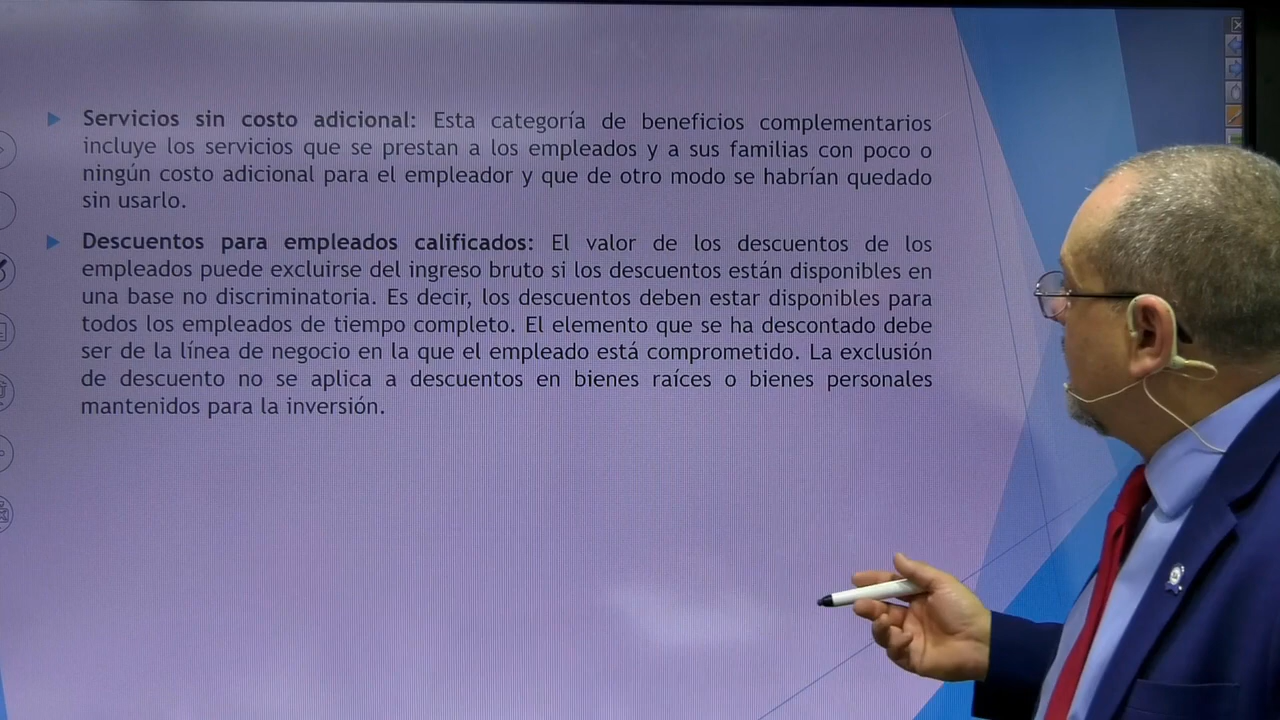 Servicios sin costo adicional: Esta categoría de beneficios complementarios
incluye los servicios que se prestan a los empleados y a sus familias con poco o
ningún costo adicional para el empleador y que de otro modo se habrían quedado
sin usarlo.
Descuentos para empleados calificados: El valor de los descuentos de los
empleados puede excluirse del ingreso bruto si los descuentos están disponibles en
una base no discriminatoria. Es decir, los descuentos deben estar disponibles para
todos los empleados de tiempo completo. El elemento que se ha descontado debe
ser de la línea de negocio en la que el empleado está comprometido. La exclusión
de descuento no se aplica a descuentos en bienes raíces o bienes personales
mantenidos para la inversión.